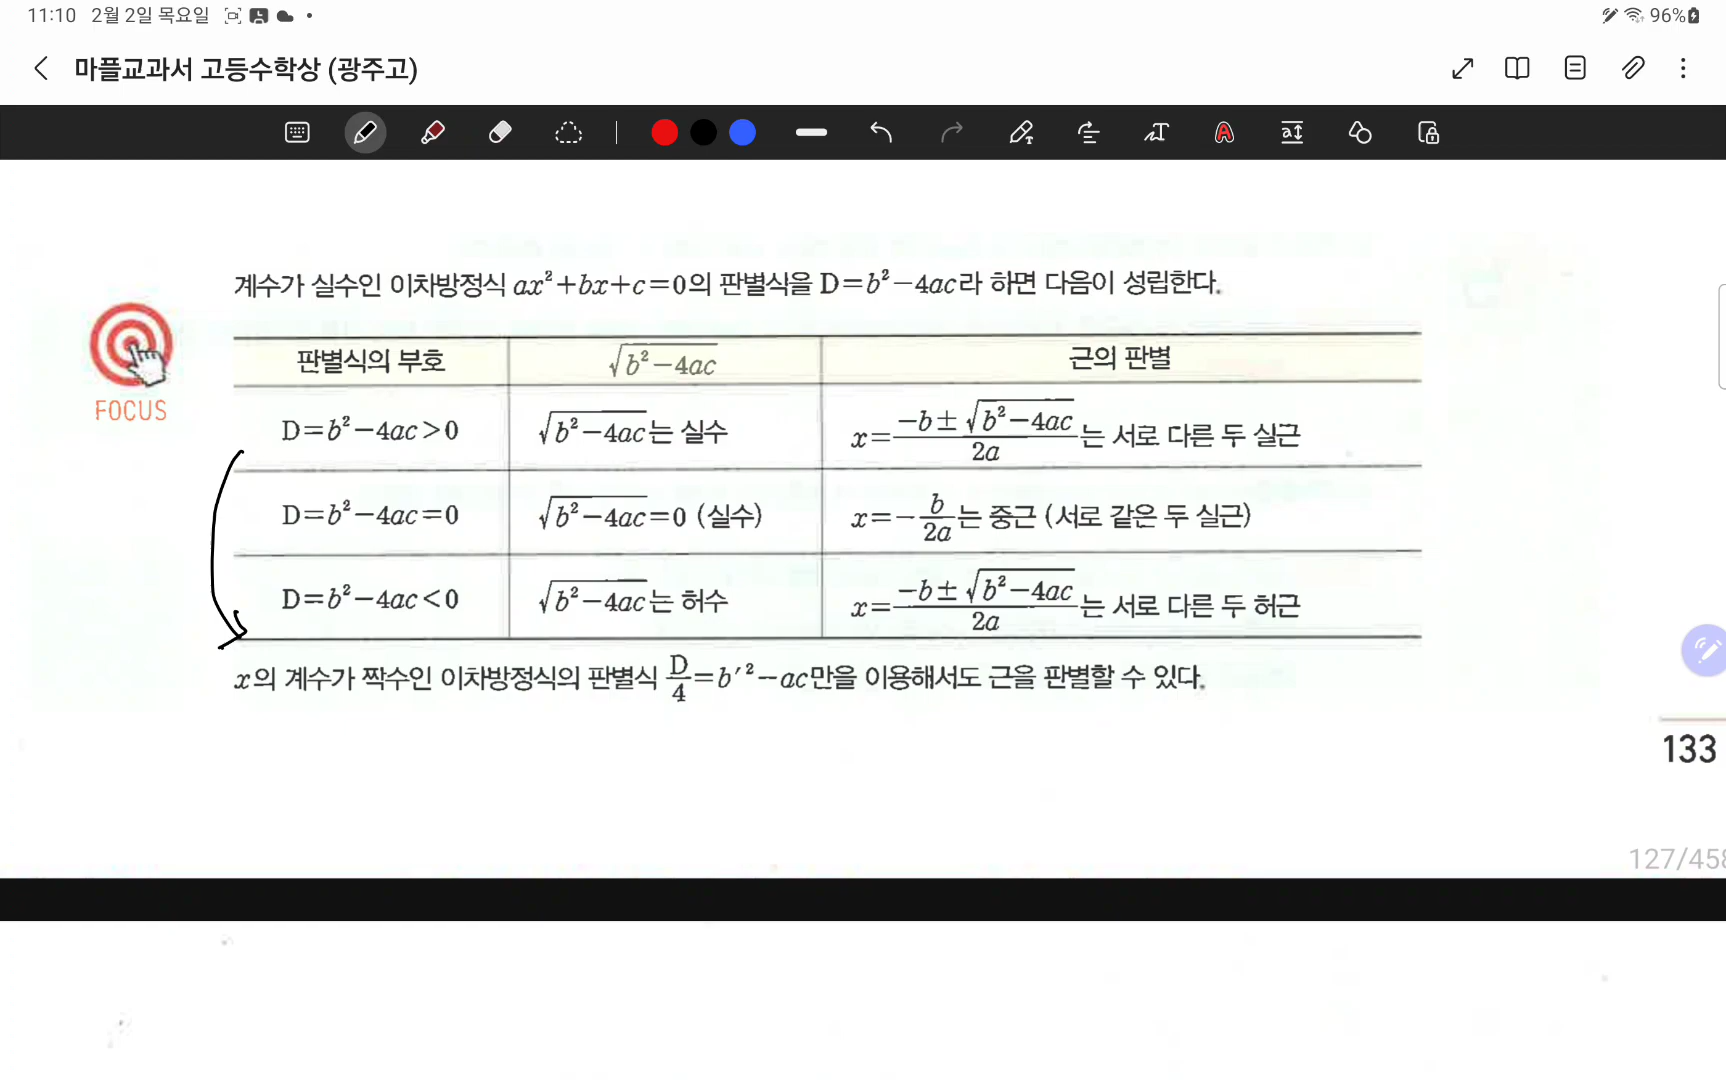 11:10 2월 2일 목요일
96%
마플교과서 고등수학상 (광주고)
계수가 실수인 이차방정식 ax²+bx+c=0의 판별식을 D=b²-4ac라 하면 다음이 성립한다.
FOCUS
판별식의 부호 √(b²-4ac) 근의 판별
D=b²-4ac>0 √(b²-4ac)는 실수 x=(-b±√(b²-4ac))/2a는 서로 다른 두 실근
D=b²-4ac=0 √(b²-4ac)=0 (실수) x=-b/2a는 중근 (서로 같은 두 실근)
D=b²-4ac<0 √(b²-4ac)는 허수 x=(-b±√(b²-4ac))/2a는 서로 다른 두 허근
x의 계수가 짝수인 이차방정식의 판별식 D/4=b′²-ac만을 이용해서도 근을 판별할 수 있다.
133
127/458